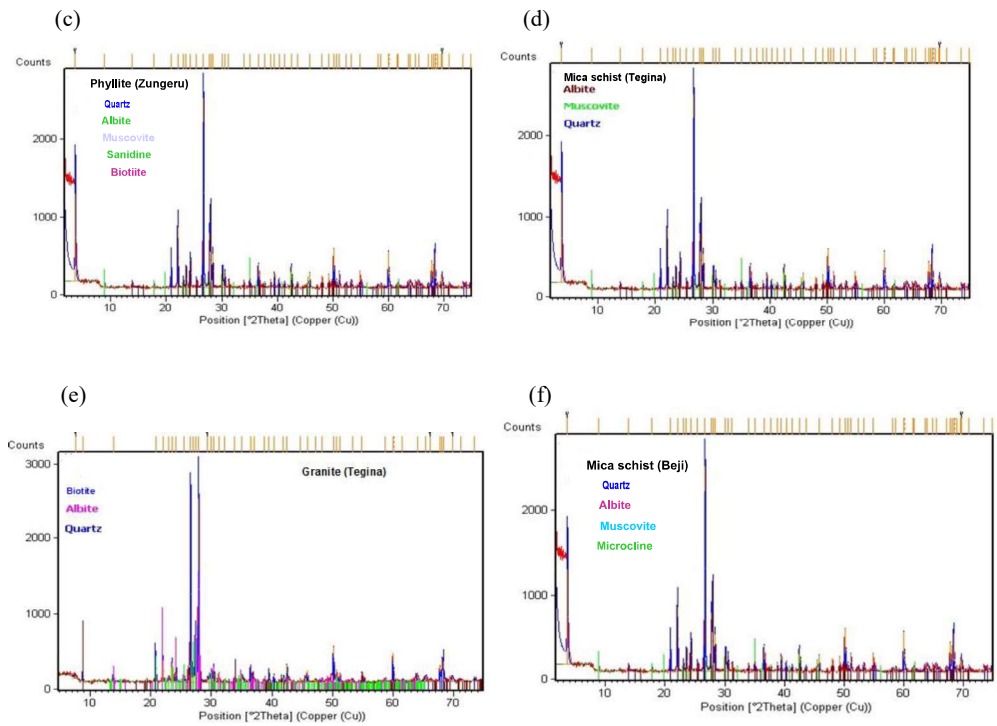 (c)
Counts
Phyllite (Zungeru)
Quartz
Albite
Muscovite
Sanidine
Biotiite
2000
1000
0
10 20 30 40 50 60 70
Position [°2Theta] (Copper (Cu))
(d)
Counts
Mica schist (Tegina)
Albite
Muscovite
Quartz
2000
1000
0
10 20 30 40 50 60 70
Position [°2Theta] (Copper (Cu))
(e)
Counts
Granite (Tegina)
3000
Biotite
Albite
Quartz
2000
1000
0
10 20 30 40 50 60 70
Position [°2Theta] (Copper (Cu))
(f)
Counts
Mica schist (Beji)
Quartz
Albite
Muscovite
Microcline
2000
1000
0
10 20 30 40 50 60 70
Position [°2Theta] (Copper (Cu))